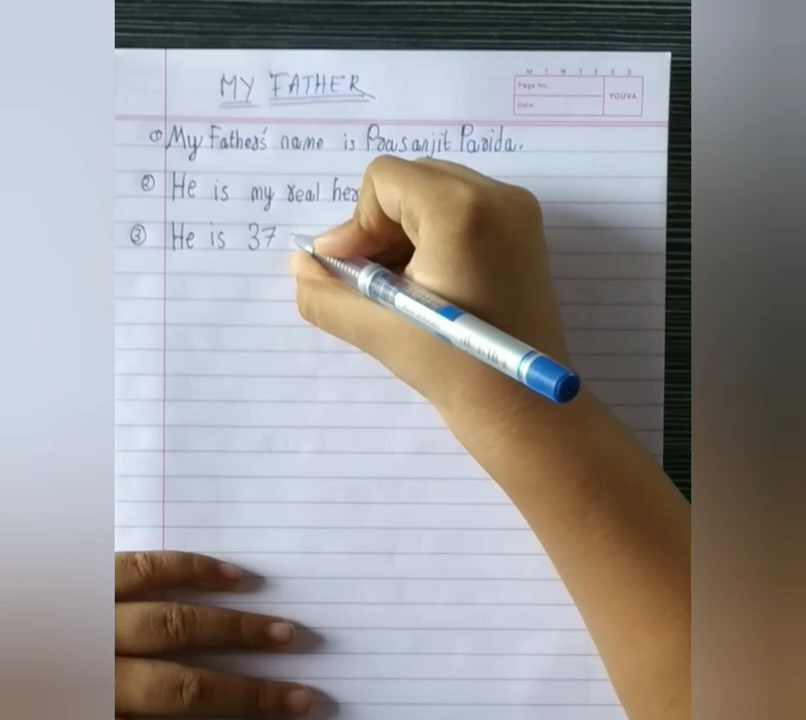 MY FATHER
M T W T F S S
Page No.
Date:
YOUVA
① My Father's name is Prasanjit Parida.
② He is my real hero
③ He is 37